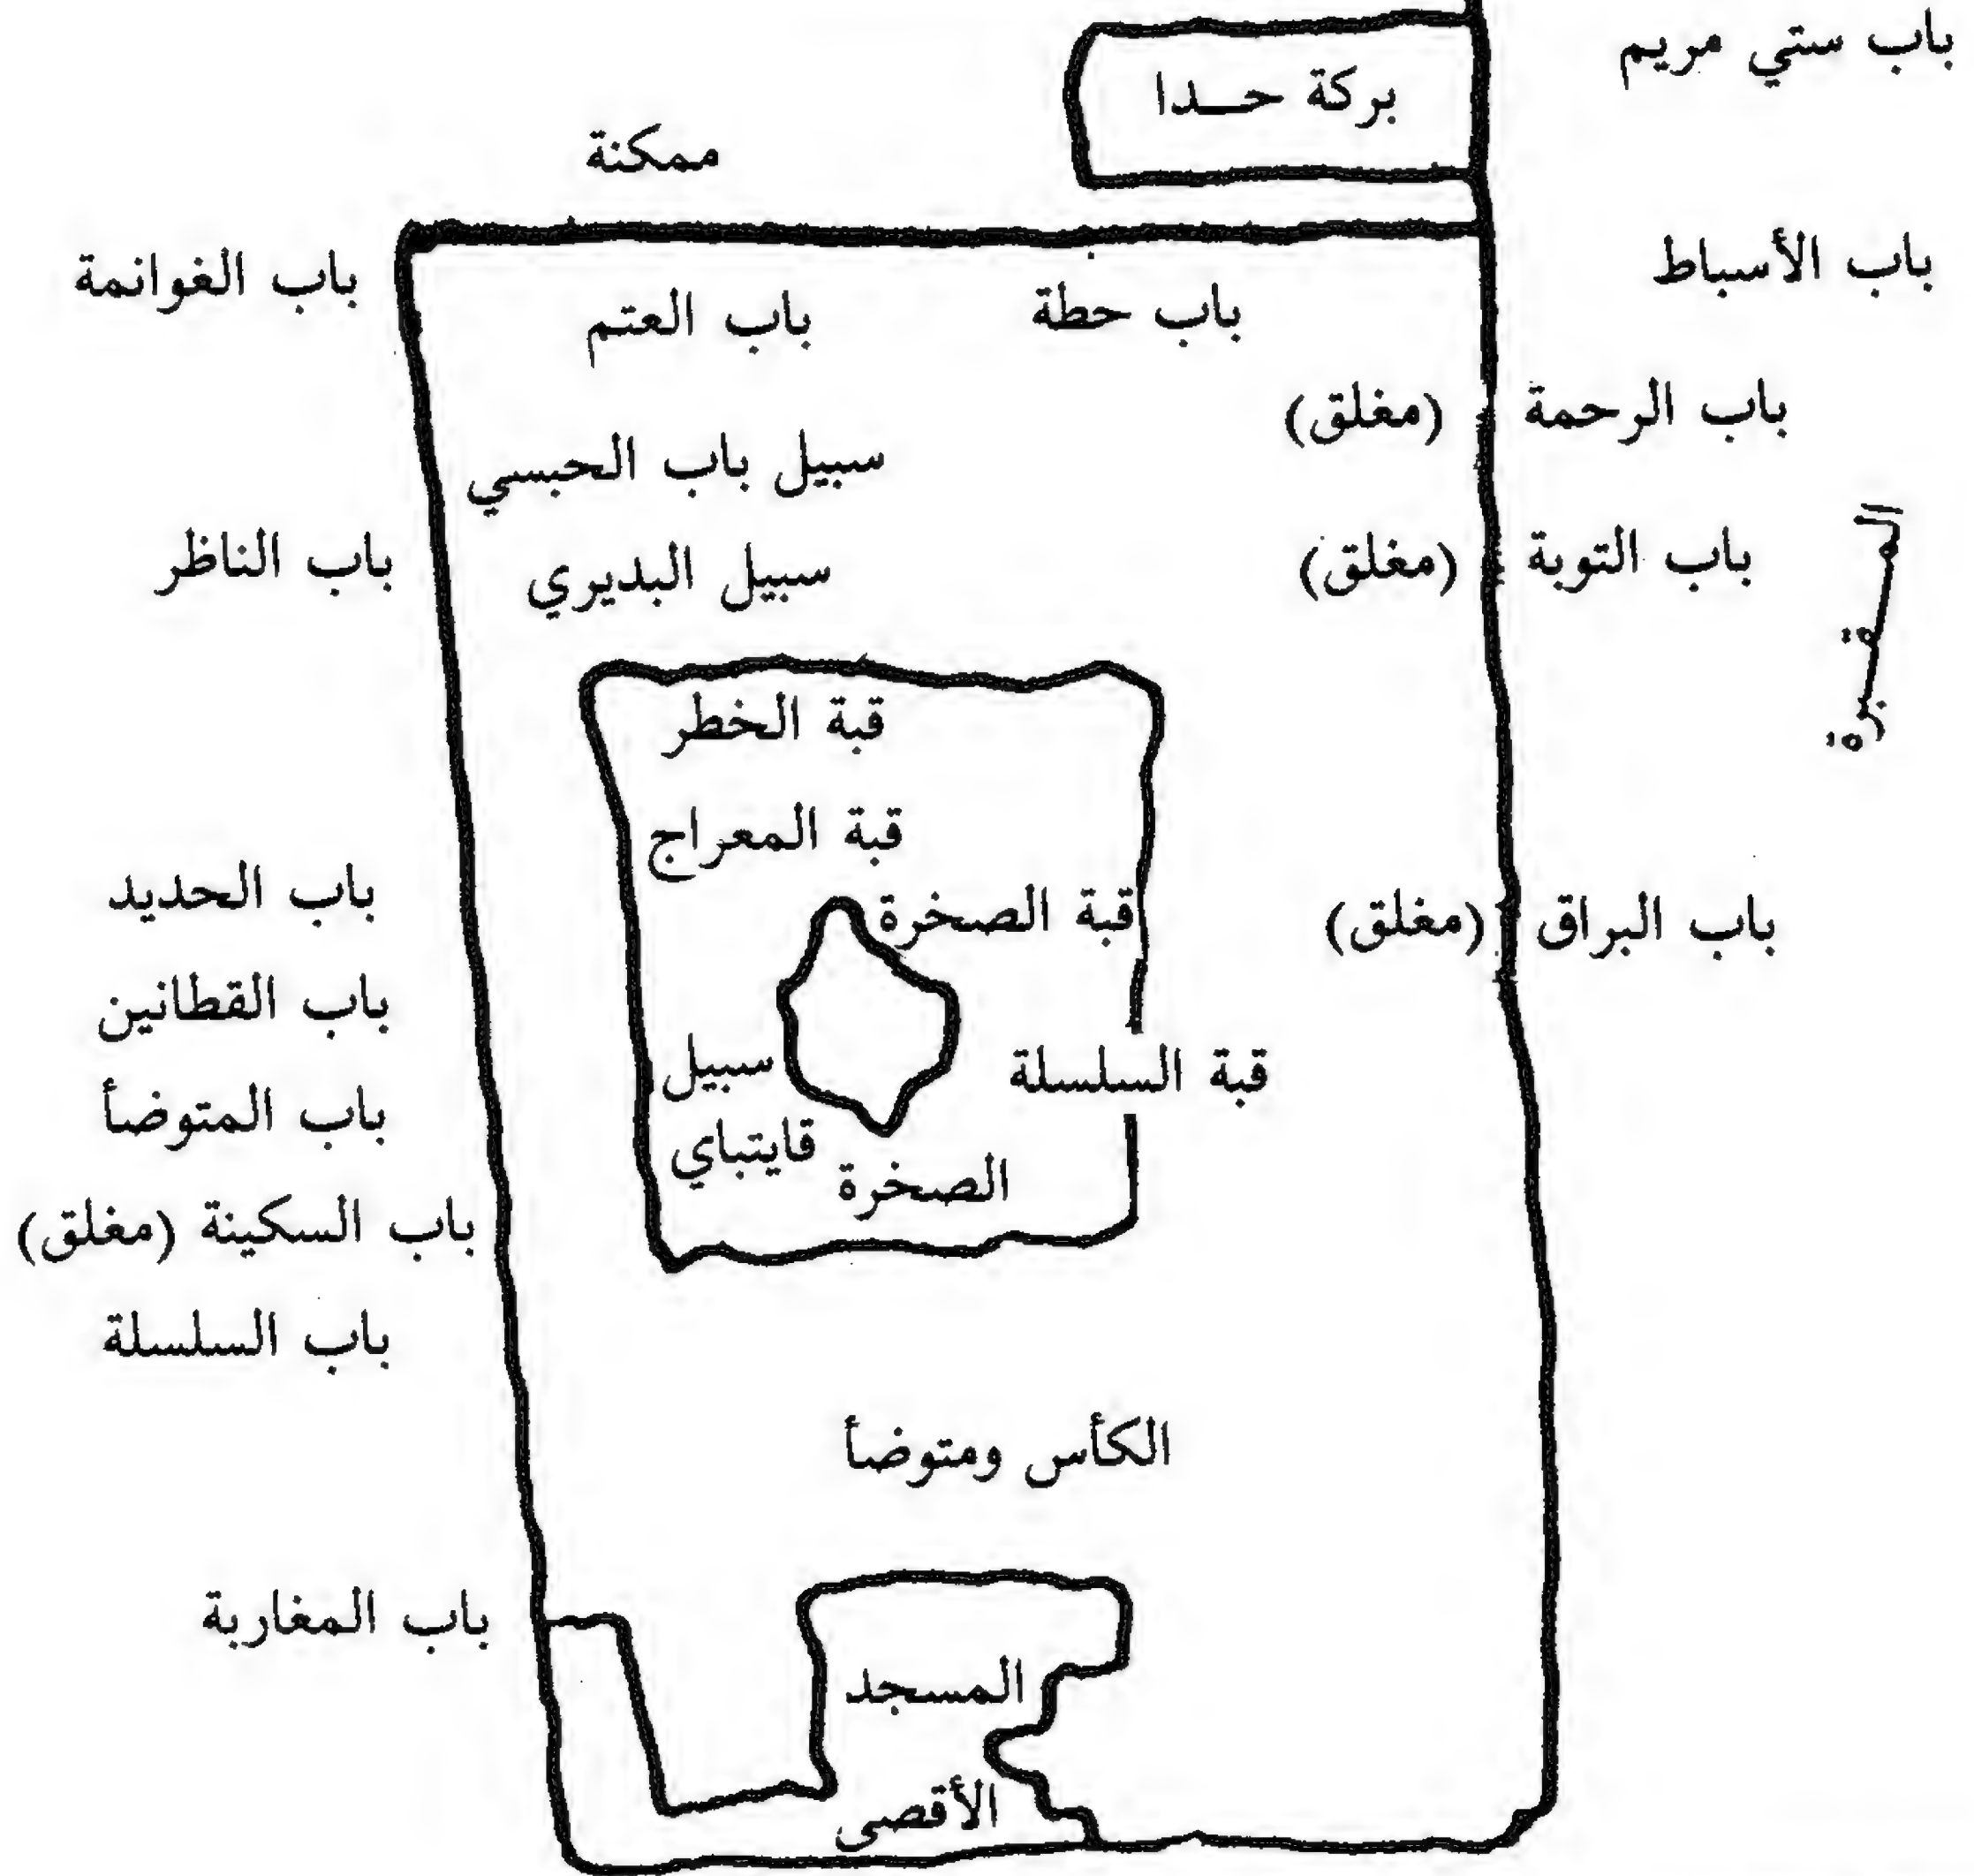 باب ستي مريم
بركة حدا
ممكنة
باب الأسباط
باب الغوانمة
باب حطة
باب العتم
باب الرحمة (مغلق)
سبيل باب الحبسي
باب التوبة (مغلق)
سبيل البديري
باب الناظر
المقبرة
قبة الخطر
قبة المعراج
قبة الصخرة
باب البراق (مغلق)
باب الحديد
باب القطانين
قبة السلسلة
سبيل
قايتباي
الصخرة
باب المتوضأ
باب السكينة (مغلق)
باب السلسلة
الكأس ومتوضأ
باب المغاربة
المسجد
الأقصى